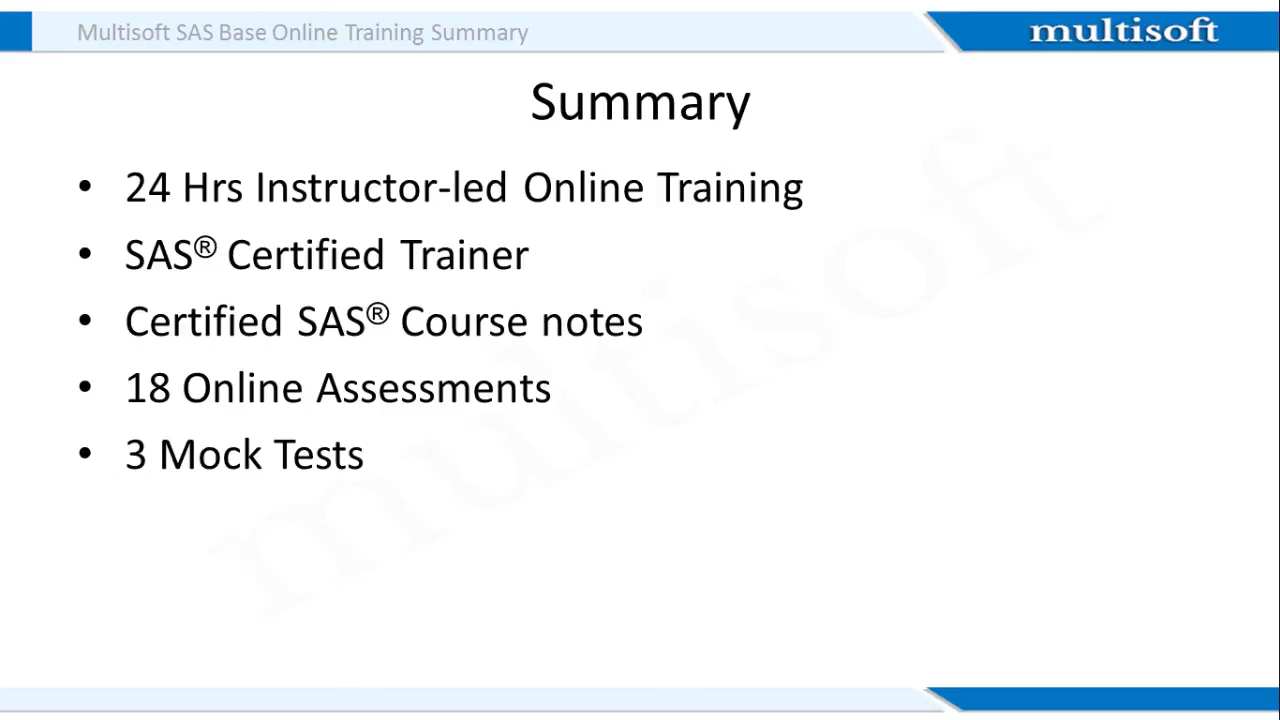 Multisoft SAS Base Online Training Summary
multisoft
Summary
• 24 Hrs Instructor-led Online Training
• SAS® Certified Trainer
• Certified SAS® Course notes
• 18 Online Assessments
• 3 Mock Tests
multisoft